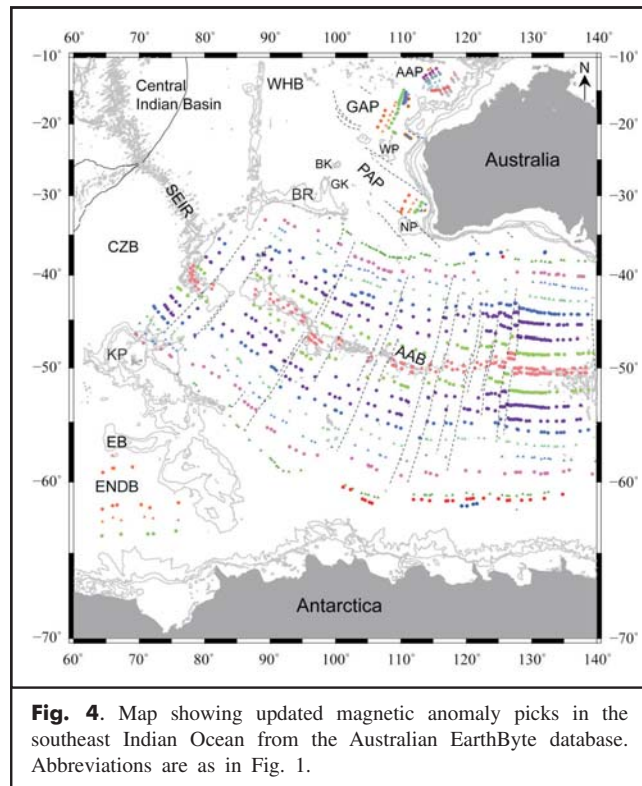 60° 70° 80° 90° 100° 110° 120° 130° 140°
−10° −10°
Central
Indian Basin
WHB
AAP
N
GAP
−20° −20°
WP
Australia
BK
PAP
GK
−30° −30°
SEIR
BR
NP
CZB
−40° −40°
KP
AAB
−50° −50°
EB
−60° −60°
ENDB
Antarctica
−70° −70°
60° 70° 80° 90° 100° 110° 120° 130° 140°
Fig. 4. Map showing updated magnetic anomaly picks in the
southeast Indian Ocean from the Australian EarthByte database.
Abbreviations are as in Fig. 1.